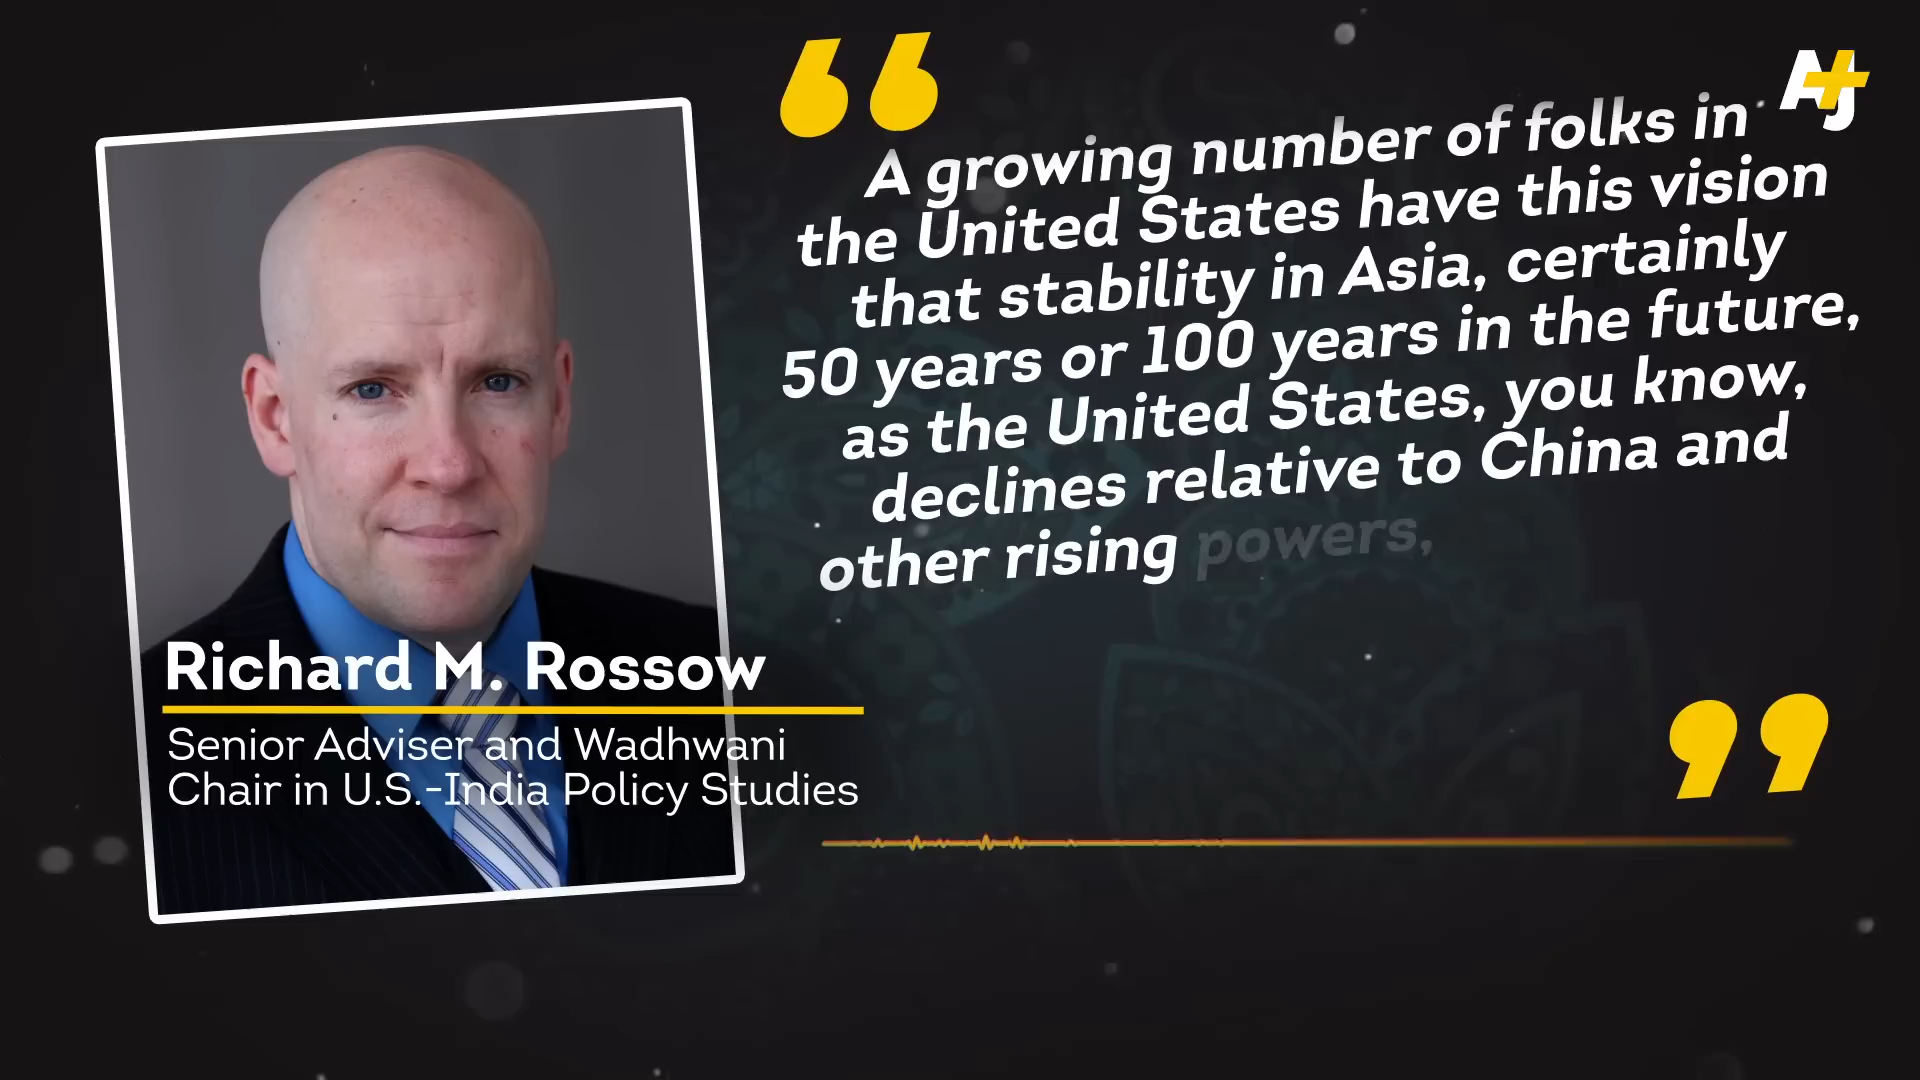 AJ+
A growing number of folks in
the United States have this vision
that stability in Asia, certainly
50 years or 100 years in the future,
as the United States, you know,
declines relative to China and
other rising powers,
Richard M. Rossow
Senior Adviser and Wadhwani
Chair in U.S.-India Policy Studies